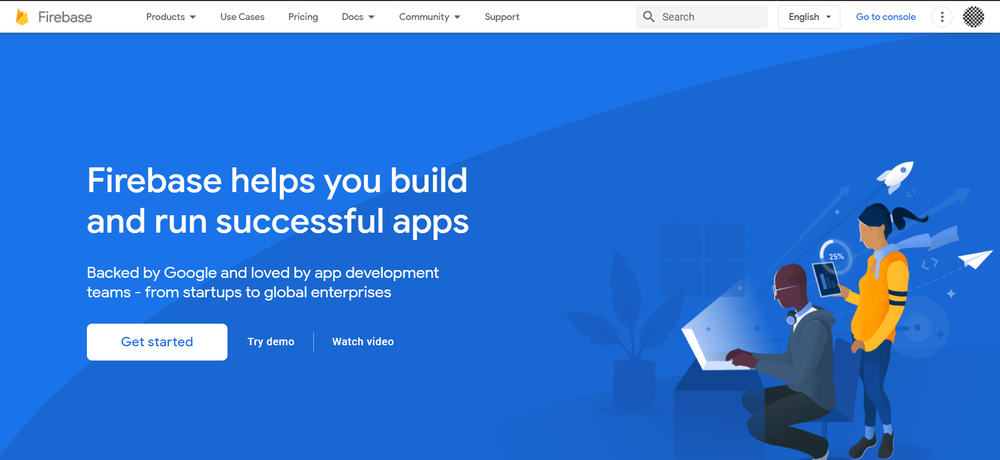 Firebase
Products
Use Cases
Pricing
Docs
Community
Support
Search
English
Go to console
Firebase helps you build
and run successful apps
Backed by Google and loved by app development
teams - from startups to global enterprises
Get started
Try demo
Watch video
25%